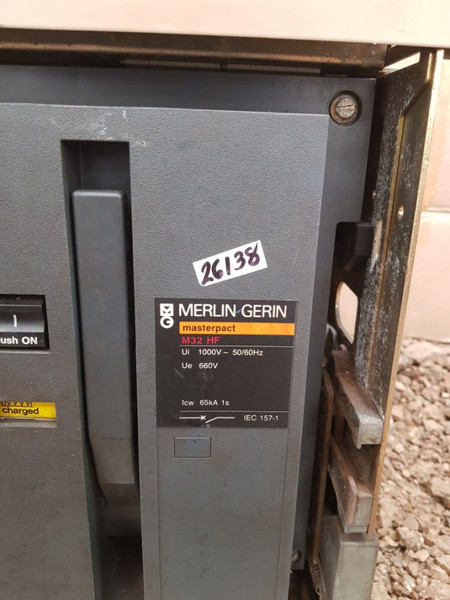 26138
MERLIN GERIN
masterpact
M32 HF
Ui 1000V ~ 50/60Hz
Ue 660V
Icw 65kA 1s
IEC 157-1
I
push ON
charged